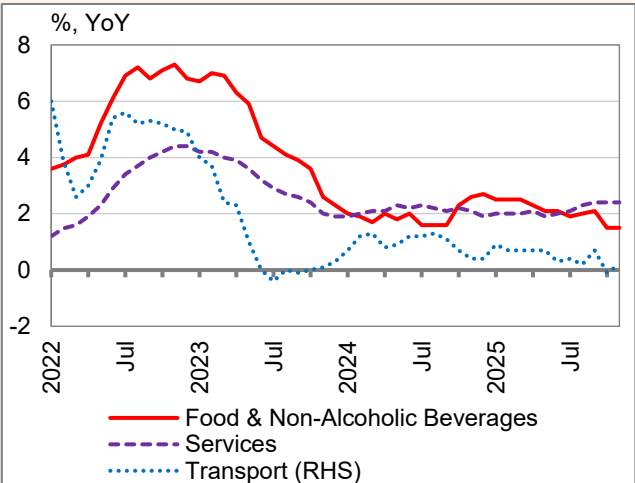 %, YoY
8
6
4
2
0
-2
2022
Jul
2023
Jul
2024
Jul
2025
Jul
Food & Non-Alcoholic Beverages
Services
Transport (RHS)